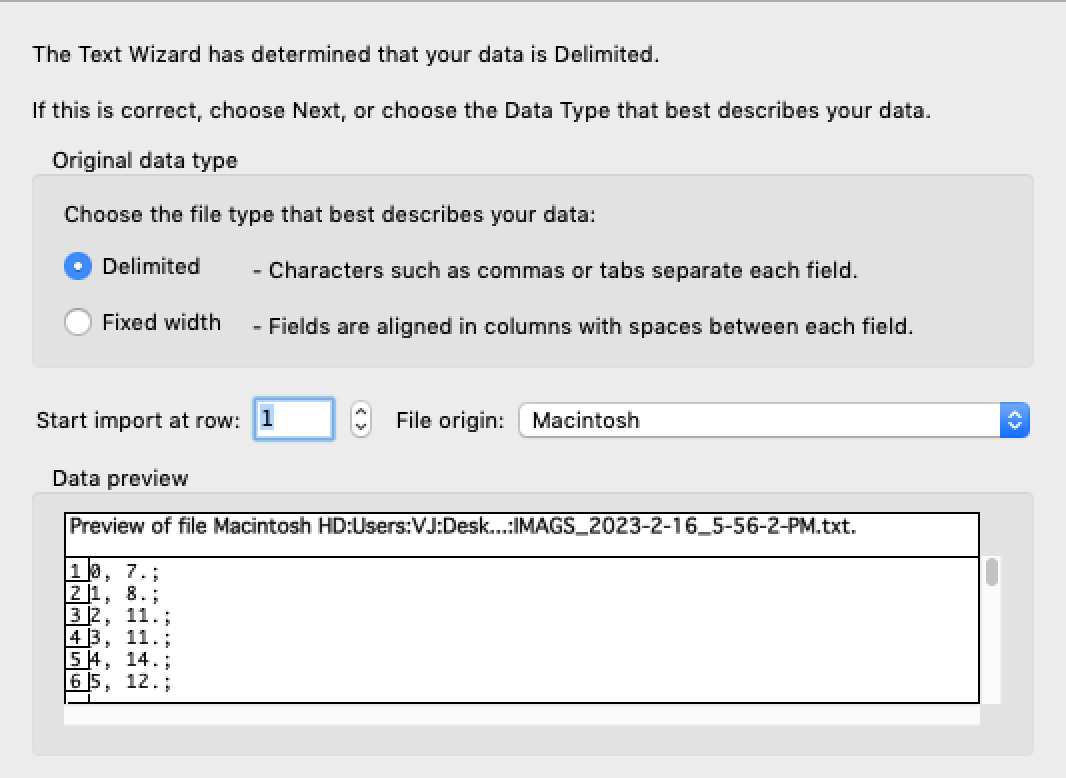 The Text Wizard has determined that your data is Delimited.
If this is correct, choose Next, or choose the Data Type that best describes your data.
Original data type
Choose the file type that best describes your data:
Delimited - Characters such as commas or tabs separate each field.
Fixed width - Fields are aligned in columns with spaces between each field.
Start import at row: 1 File origin: Macintosh
Data preview
Preview of file Macintosh HD:Users:VJ:Desk...:IMAGS_2023-2-16_5-56-2-PM.txt.
1 0, 7.;
2 1, 8.;
3 2, 11.;
4 3, 11.;
5 4, 14.;
6 5, 12.;